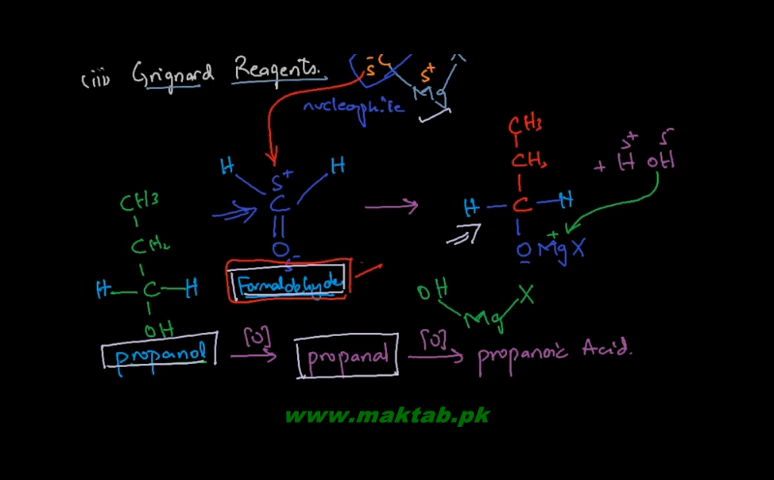 (iii) Grignard Reagents.
δ- C
δ+
Mg
nucleophile
H
δ+
C
O
δ-
H
Formaldehyde
CH3
CH2
H C H
OH
CH3
CH2
H C H
O MgX
+
+ H OH
δ+ δ-
OH Mg X
propanol [O] propanal [O] propanoic Acid.
www.maktab.pk